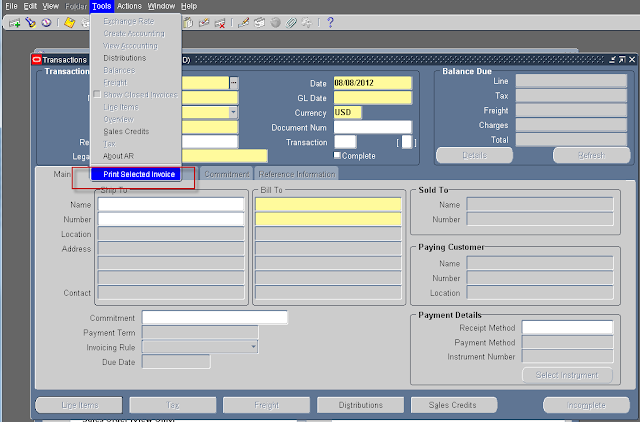 File Edit View Folder Tools Actions Window Help
Exchange Rate
Create Accounting
View Accounting
Distributions
Balances
Freight
Show Closed Invoices
Line Items
Overview
Sales Credits
Tax
About AR
Print Selected Invoice
Transactions
Transaction
Date 08/08/2012
GL Date
Currency USD
Document Num
Transaction [ ]
Complete
Balance Due
Line
Tax
Freight
Charges
Total
Details Refresh
Main Commitment Reference Information
Ship To
Name
Number
Location
Address
Contact
Bill To
Sold To
Name
Number
Paying Customer
Name
Number
Location
Commitment
Payment Term
Invoicing Rule
Due Date
Payment Details
Receipt Method
Payment Method
Instrument Number
Select Instrument
Line Items Tax Freight Distributions Sales Credits Incomplete